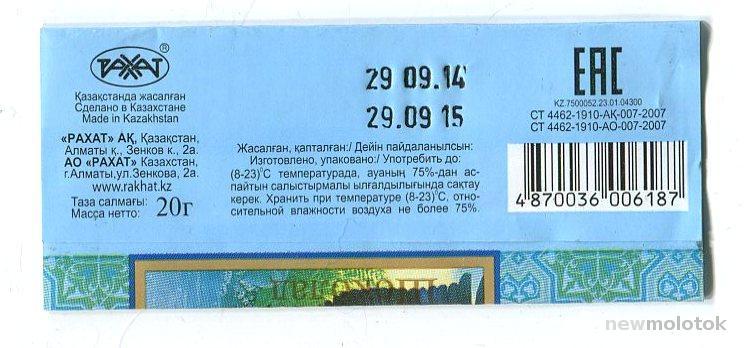 РАХАТ ®
Қазақстанда жасалған
Сделано в Казахстане
Made in Kazakhstan
«РАХАТ» АҚ, Қазақстан,
Алматы қ., Зенков к., 2а.
АО «РАХАТ» Казахстан,
г.Алматы,ул.Зенкова, 2а.
www.rakhat.kz
Таза салмағы:
Масса нетто: 20г
29 09.14
29.09 15
Жасалған, қапталған:/ Дейін пайдаланылсын:
Изготовлено, упаковано:/ Употребить до:
(8-23)°С температурада, ауаның 75%-дан ас-
пайтын салыстырмалы ылғалдылығында сақтау
керек. Хранить при температуре (8-23)°С, отно-
сительной влажности воздуха не более 75%.
EAC
KZ.7500052.23.01.04300
СТ 4462-1910-АҚ-007-2007
СТ 4462-1910-АО-007-2007
4 870036 006187
ШОКОЛАД
newmolotok